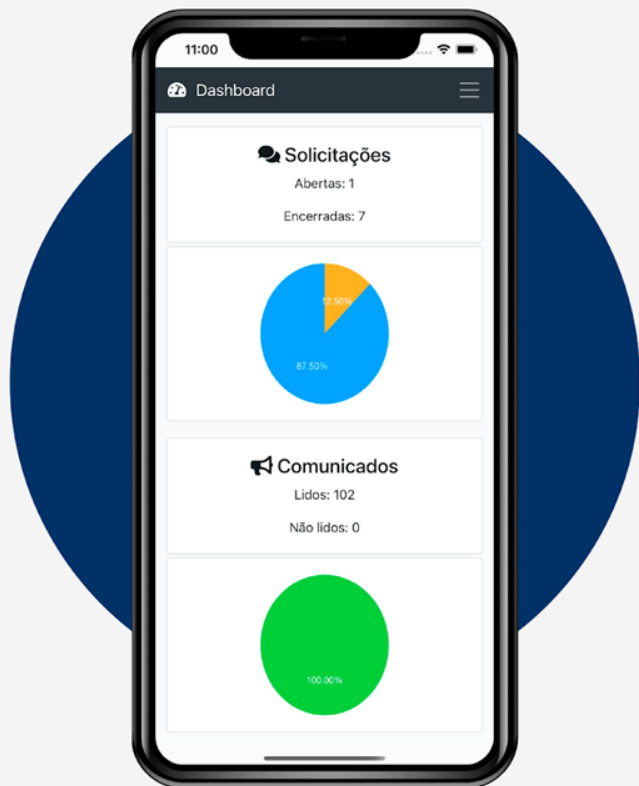 11:00
Dashboard
Solicitações
Abertas: 1
Encerradas: 7
12.50%
87.50%
Comunicados
Lidos: 102
Não lidos: 0
100.00%